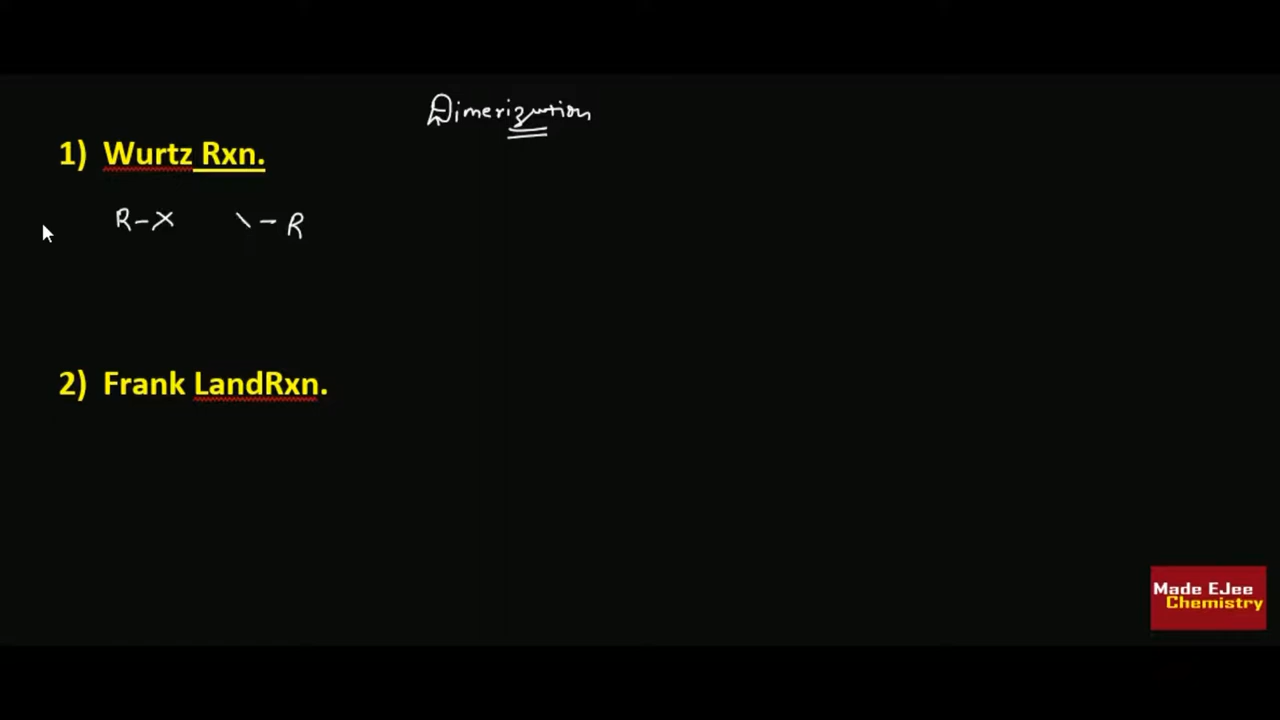 Dimerization
1) Wurtz Rxn.
R-X \-R
2) Frank LandRxn.
Made EJee
Chemistry